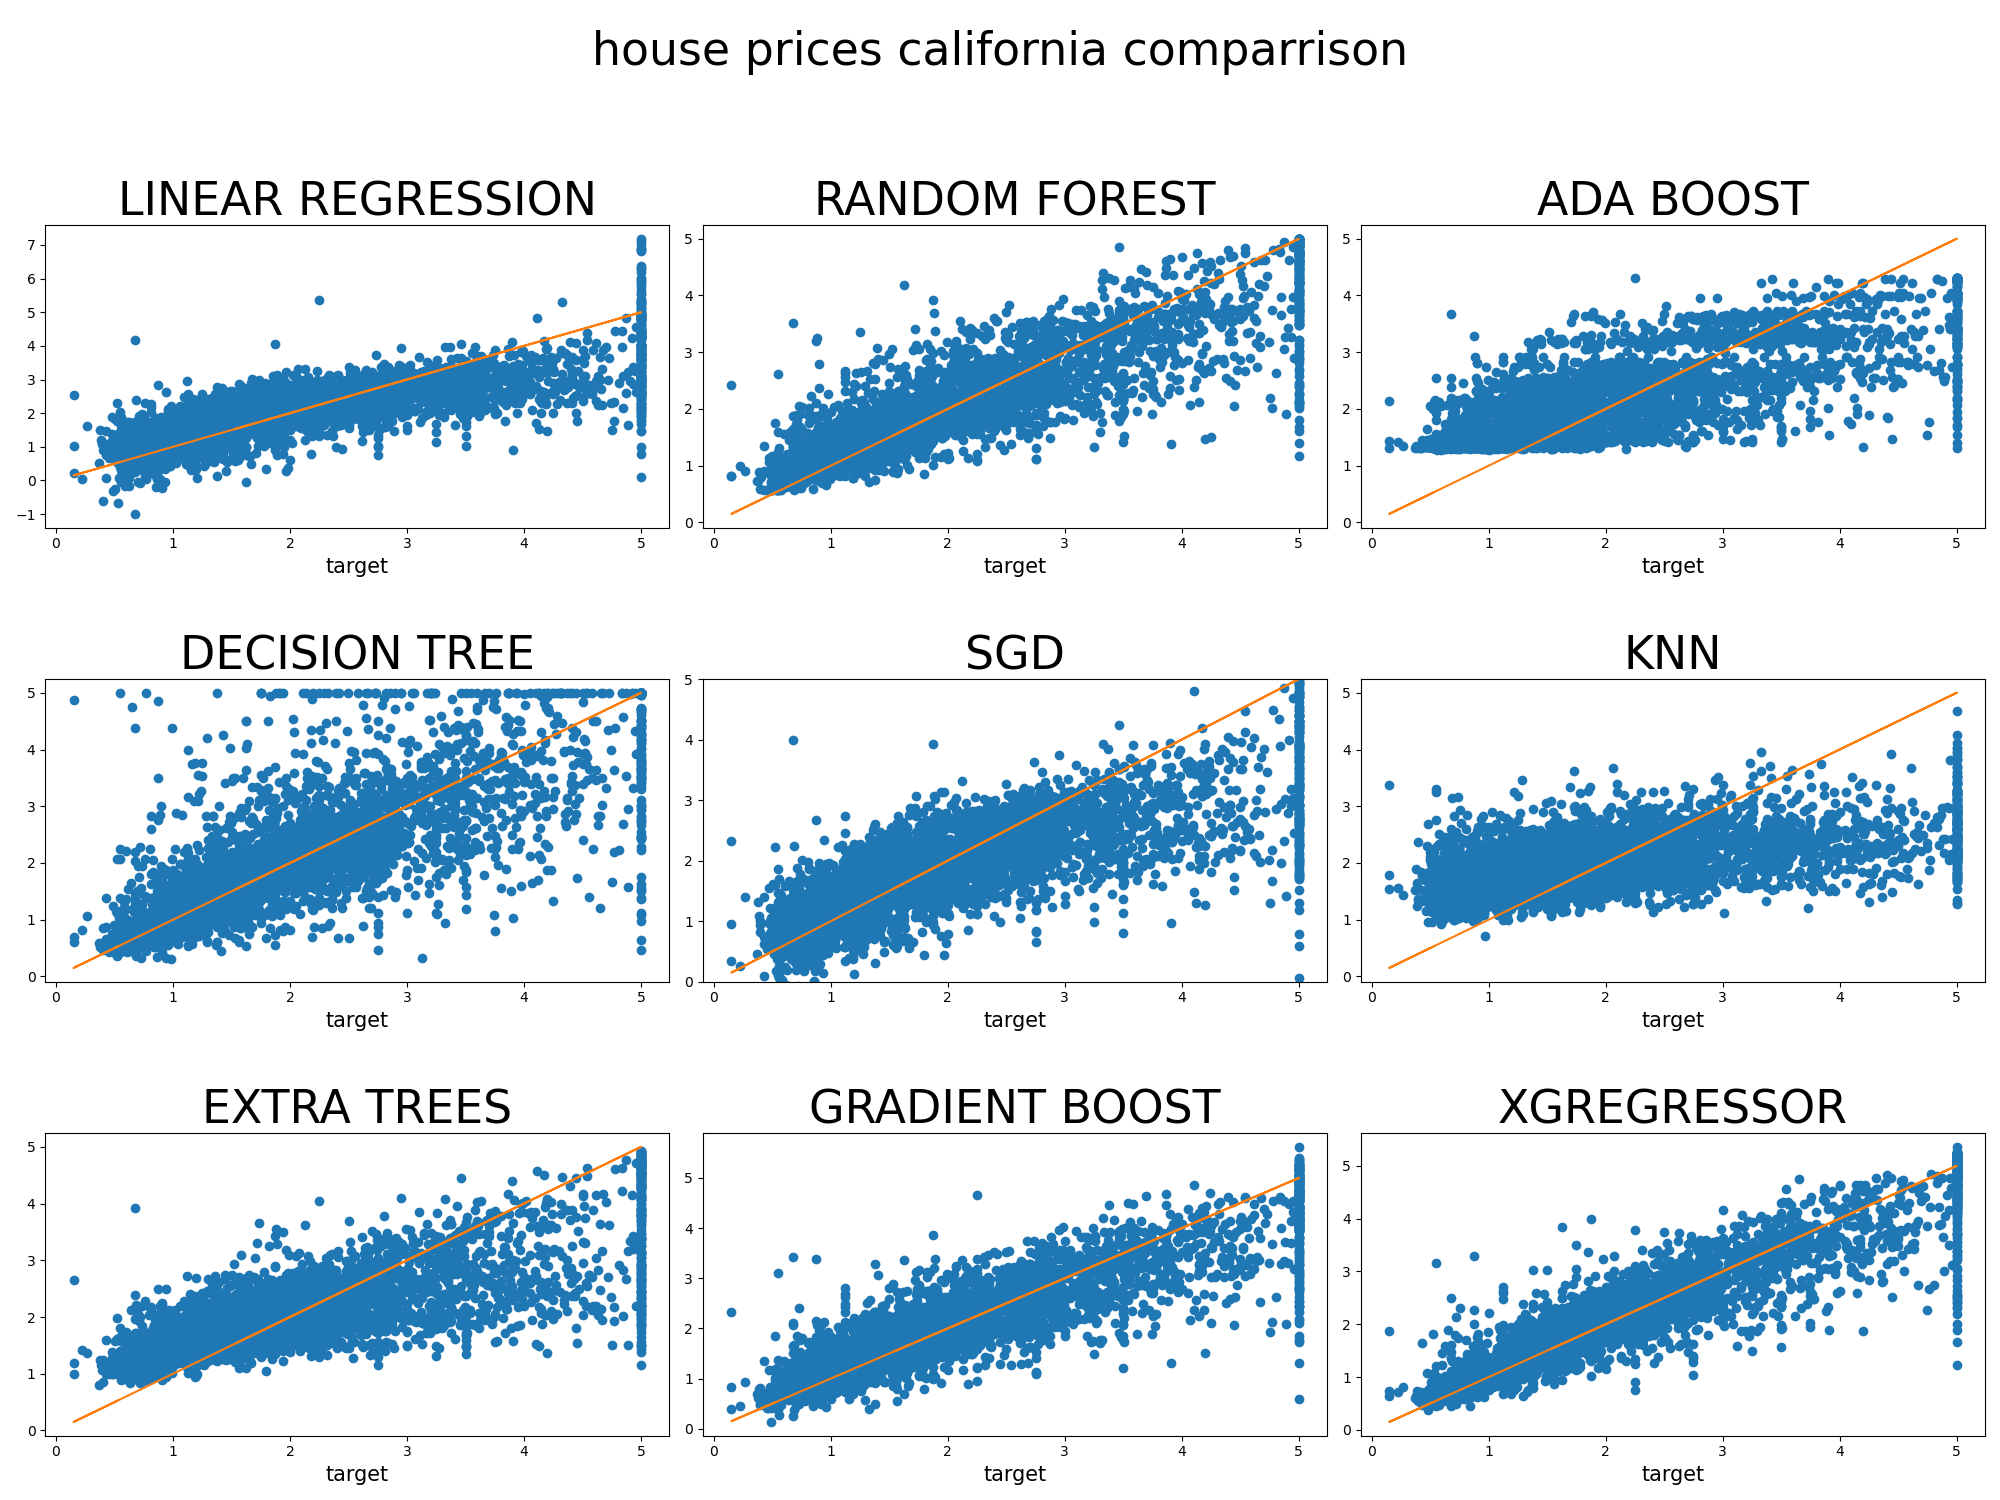 house prices california comparrison
LINEAR REGRESSION
RANDOM FOREST
ADA BOOST
7
6
5
4
3
2
1
0
−1
0 1 2 3 4 5
target
5
4
3
2
1
0
0 1 2 3 4 5
target
5
4
3
2
1
0
0 1 2 3 4 5
target
DECISION TREE
SGD
KNN
5
4
3
2
1
0
0 1 2 3 4 5
target
5
4
3
2
1
0
0 1 2 3 4 5
target
5
4
3
2
1
0
0 1 2 3 4 5
target
EXTRA TREES
GRADIENT BOOST
XGREGRESSOR
5
4
3
2
1
0
0 1 2 3 4 5
target
5
4
3
2
1
0
0 1 2 3 4 5
target
5
4
3
2
1
0
0 1 2 3 4 5
target